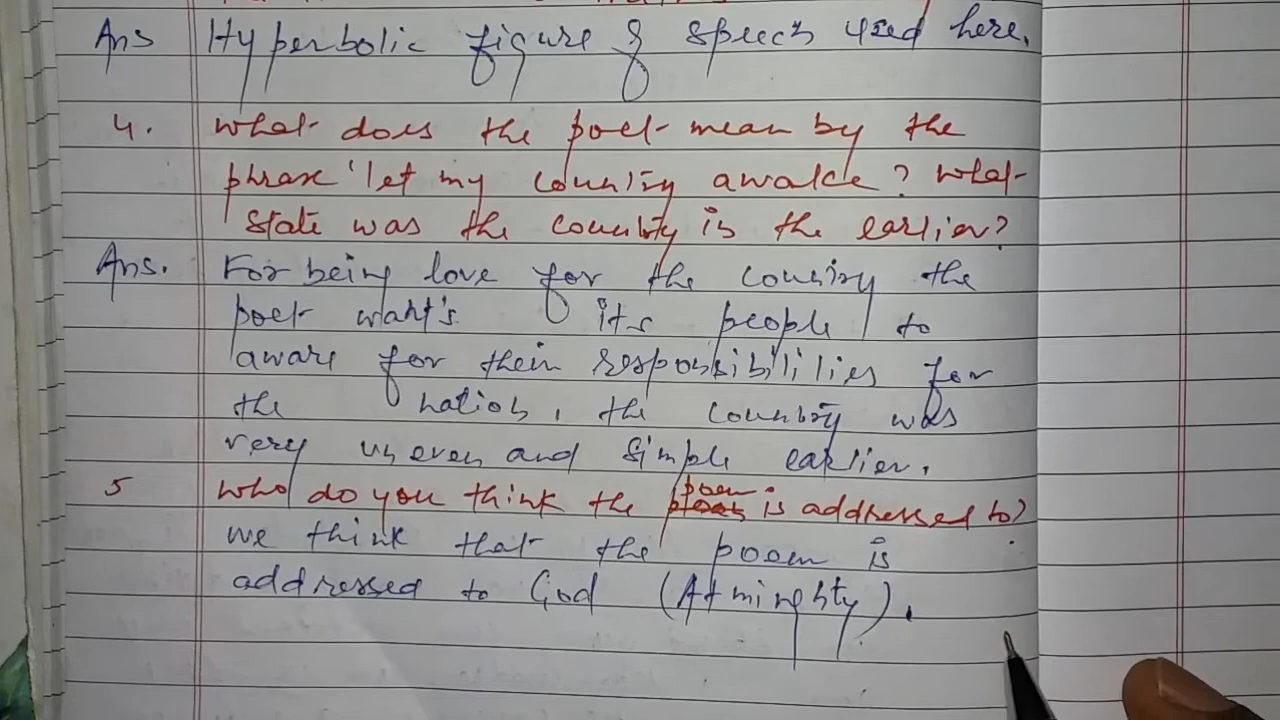 Ans Hyperbolic figure of speech used here.
4. What does the poet mean by the
phrase 'let my country awake? What
state was the country is the earlier?
Ans. For being love for the country the
poet want's its people to
aware for their responsibilities for
the nation, the country was
very uneven and simple earlier.
5 Who do you think the poem is addressed to?
We think that the poem is
addressed to God (Atmighty).